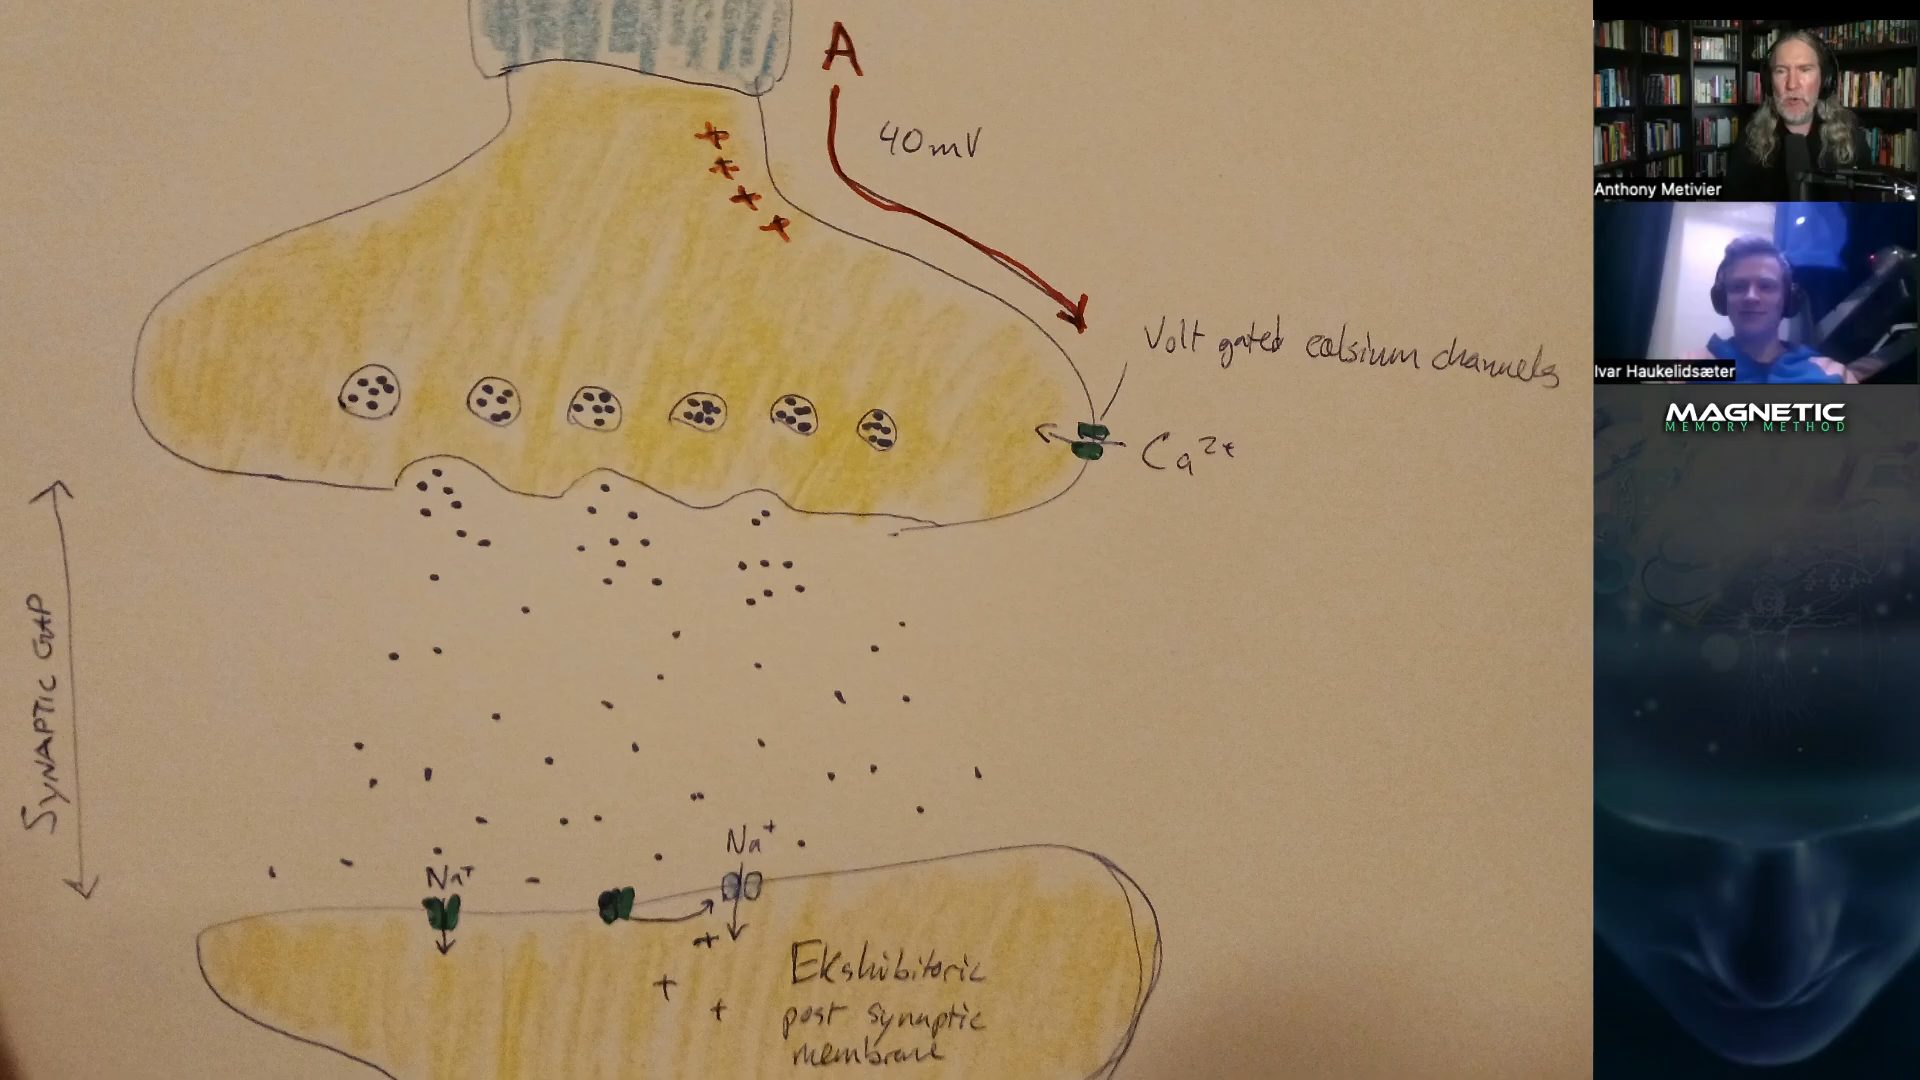 A
40mV
Volt gated calsium channels
Ca2+
SYNAPTIC GAP
Na+
Na+
Ekshibitoric
post synaptic
membrane
Anthony Metivier
Ivar Haukelidsæter
MAGNETIC
MEMORY METHOD